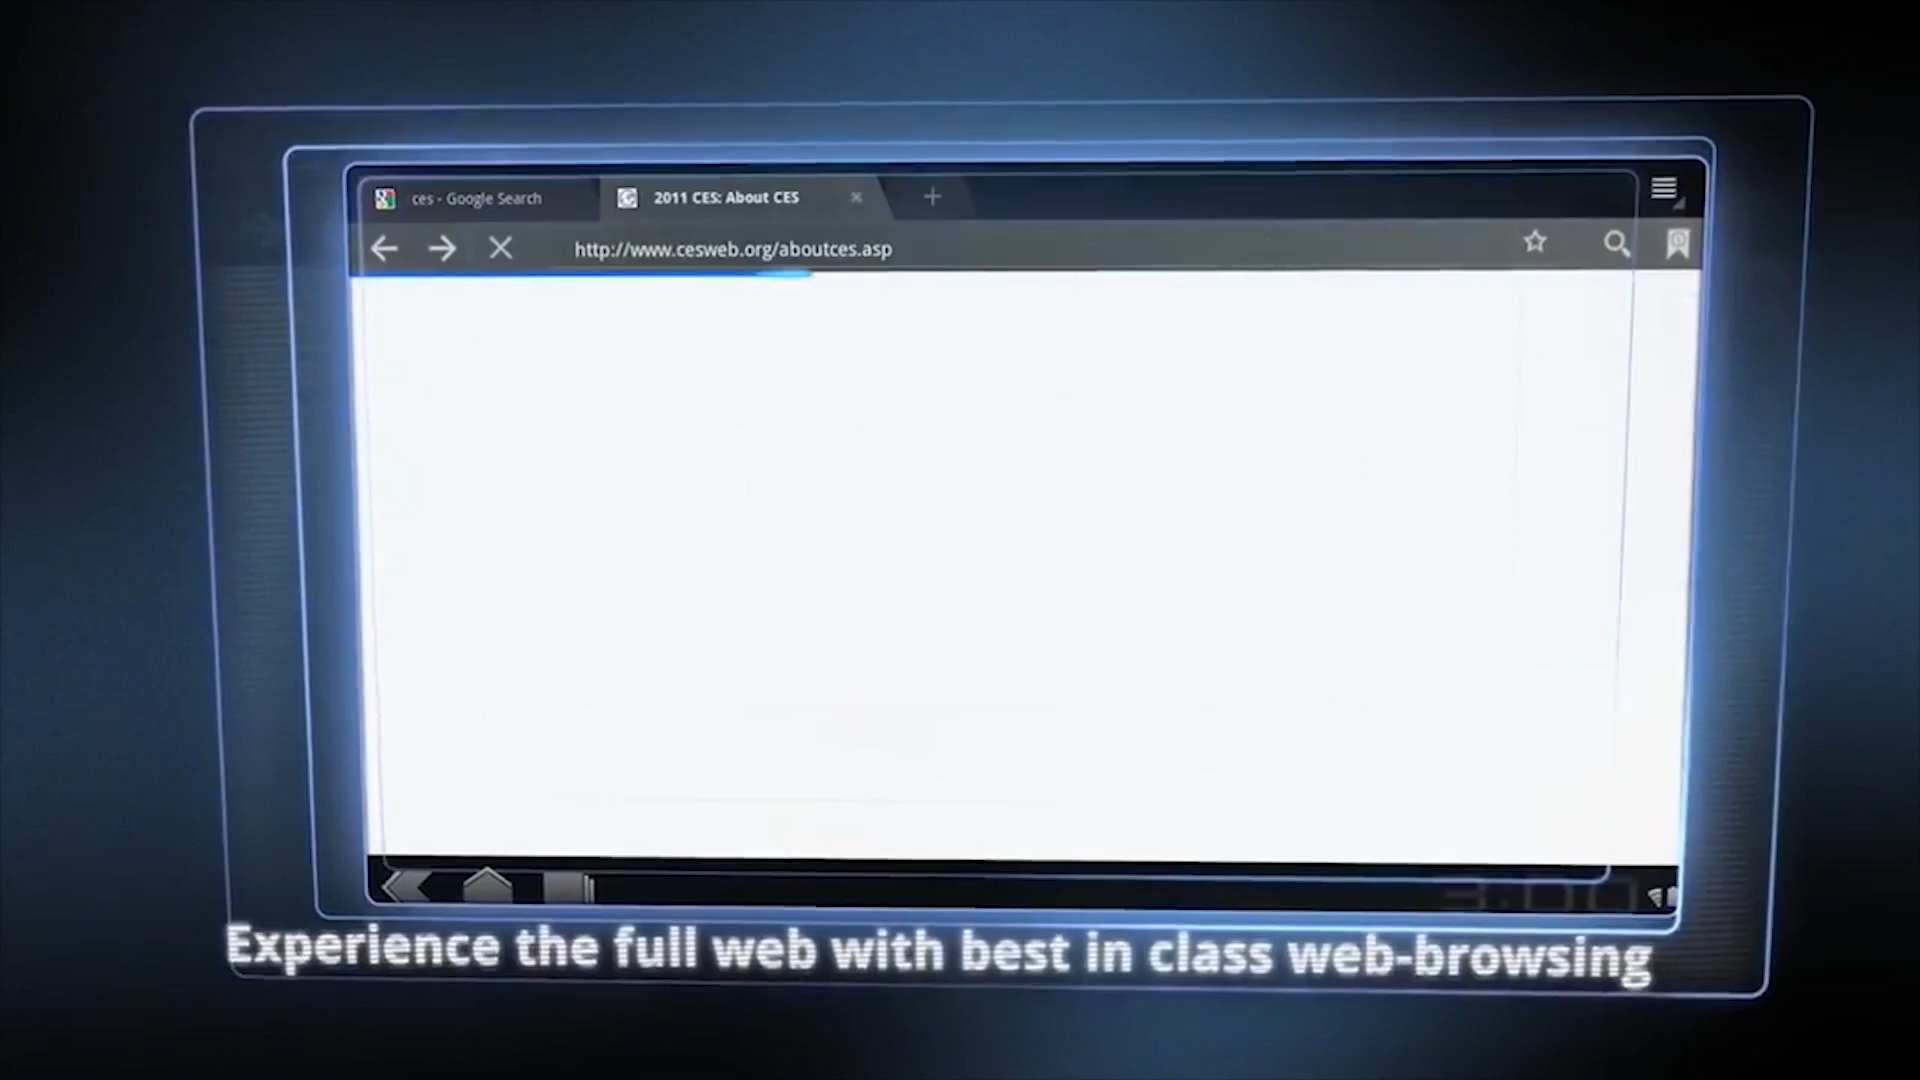 ces - Google Search
2011 CES: About CES
http://www.cesweb.org/aboutces.asp
Experience the full web with best in class web-browsing